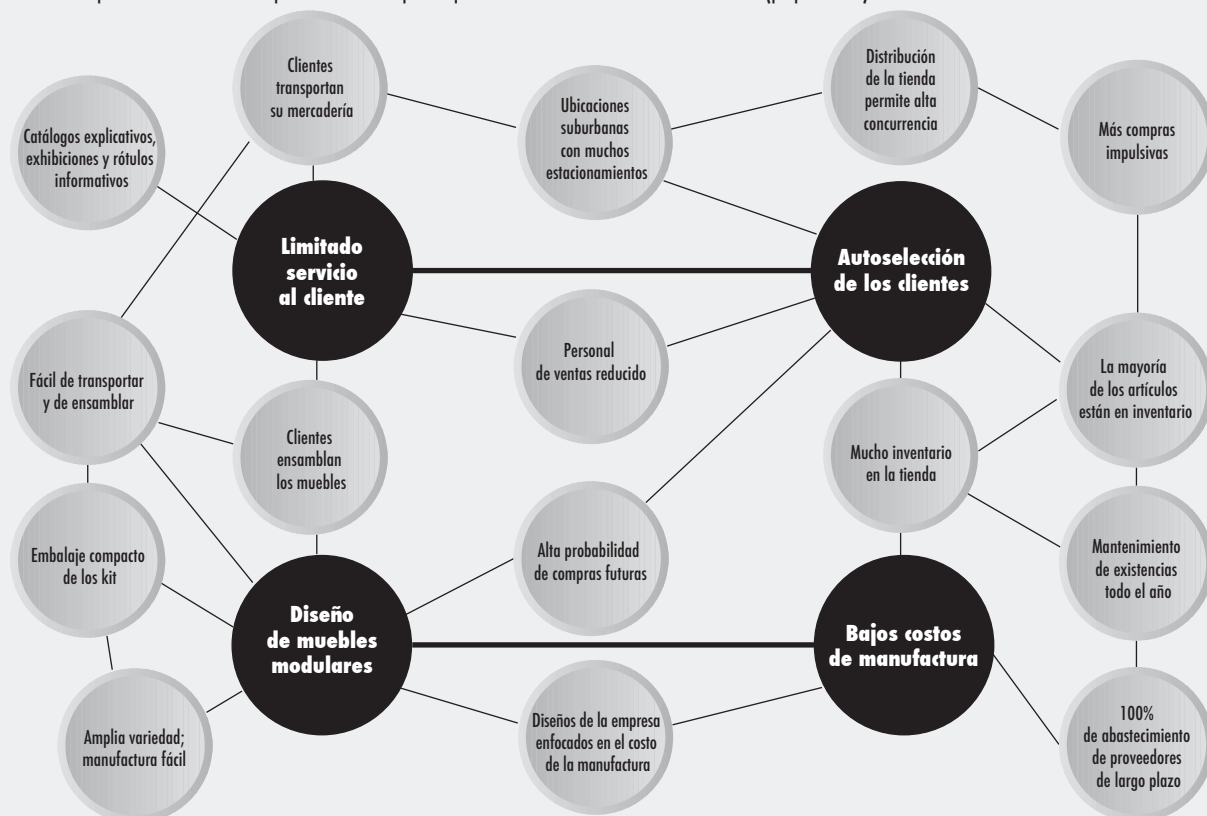 Clientes
transportan
su mercadería
Distribución
de la tienda
permite alta
concurrencia
Ubicaciones
suburbanas
con muchos
estacionamientos
Catálogos explicativos,
exhibiciones y rótulos
informativos
Más compras
impulsivas
Limitado
servicio
al cliente
Autoselección
de los clientes
Personal
de ventas reducido
Fácil de transportar
y de ensamblar
La mayoría
de los artículos
están en inventario
Clientes
ensamblan
los muebles
Mucho inventario
en la tienda
Embalaje compacto
de los kit
Alta probabilidad
de compras futuras
Mantenimiento
de existencias
todo el año
Diseño
de muebles
modulares
Bajos costos
de manufactura
Amplia variedad;
manufactura fácil
Diseños de la empresa
enfocados en el costo
de la manufactura
100%
de abastecimiento
de proveedores
de largo plazo